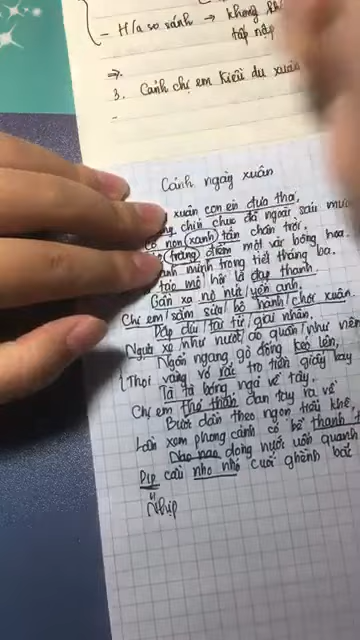 - H/a so sánh → không
tấp nập
⇒
3. Cảnh chị em Kiều du xuân
-
Cảnh ngày xuân
xuân con én đưa thoi,
chín chục đã ngoài sáu mươi
cỏ non (xanh) tận chân trời.
(trắng) điểm một vài bông hoa.
minh trong tiết tháng ba.
tảo mộ hội là đạp thanh
Gần xa nô nức/yến anh.
Chị em/sắm sửa/bộ hành/chơi xuân
Dập dìu/tài tử/giai nhân.
Ngựa xe/như nước áo quần/như nêm
Ngổn ngang gò đống kéo lên,
Thoi vàng vó rắc tro tiền giấy bay
Tà tà bóng ngả về tây.
Chị em thơ thẩn dan tay ra về
Bước dần theo ngọn tiểu khê,
Lần xem phong cảnh có bề thanh
Nao nao dòng nước uốn quanh
Dịp cầu nho nhỏ cuối ghềnh bắc
"
Nhịp